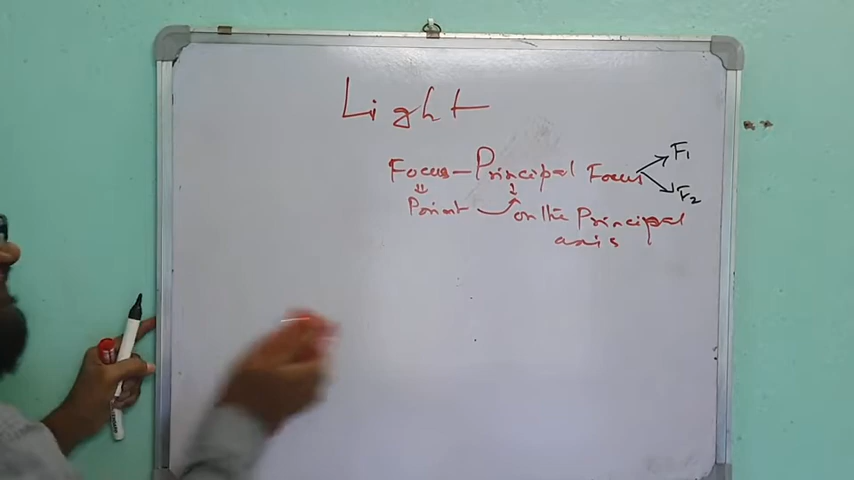 Light
Focus - Principal Focus F1
F2
Point on the Principal
axis